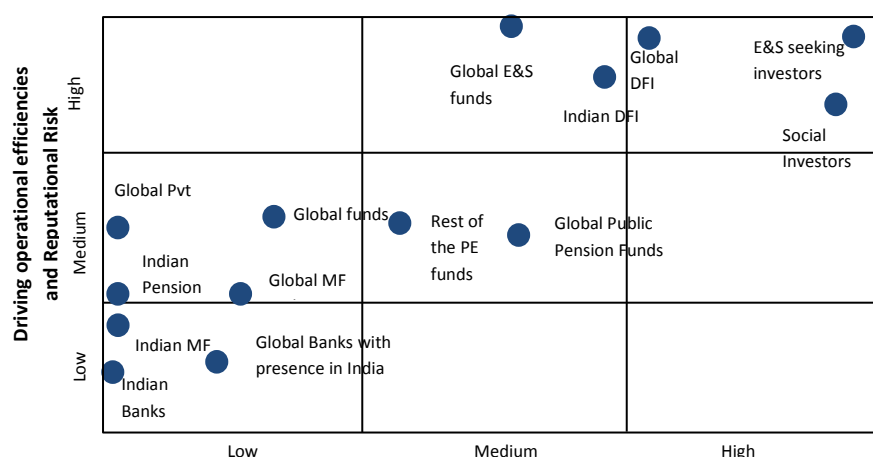 Driving operational efficiencies
and Reputational Risk
High
Medium
Low
Global E&S
funds
Indian DFI
Global
DFI
E&S seeking
investors
Social
Investors
Global Pvt
Global funds
Rest of
the PE
funds
Global Public
Pension Funds
Indian
Pension
Global MF
Indian MF
Global Banks with
presence in India
Indian
Banks
Low
Medium
High